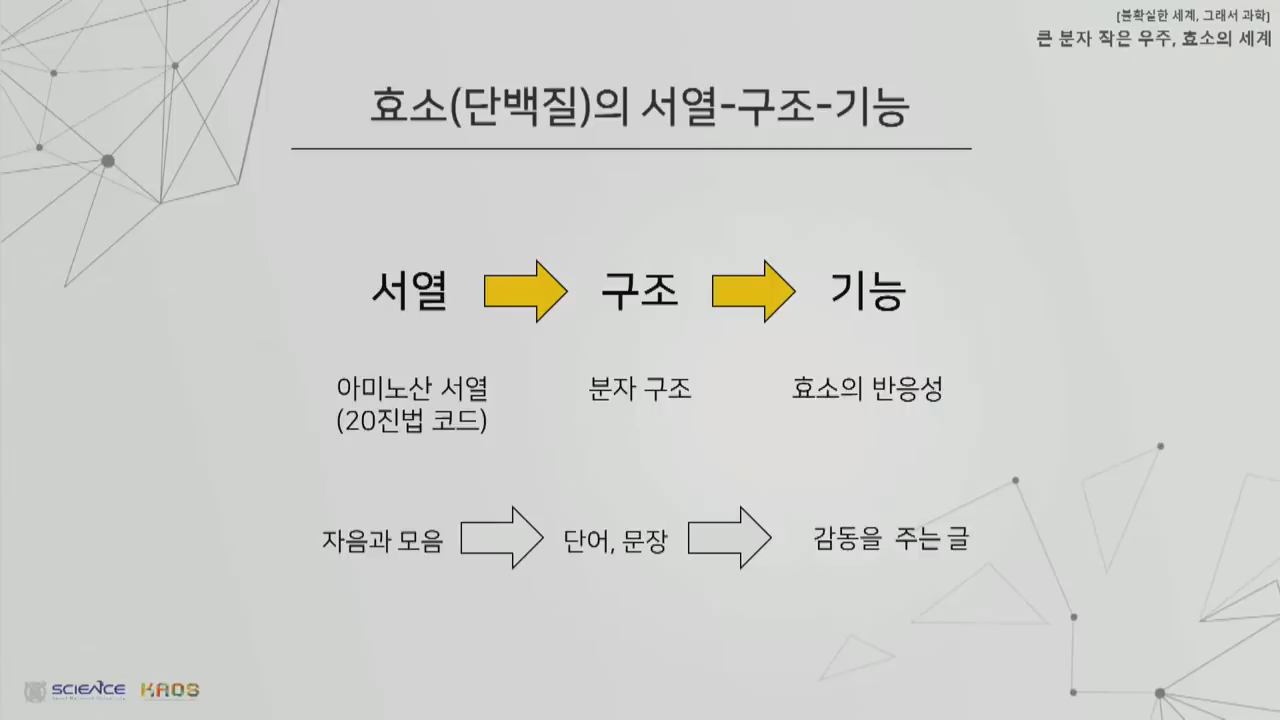 [불확실한 세계, 그래서 과학]
큰 분자 작은 우주, 효소의 세계
효소(단백질)의 서열-구조-기능
서열 구조 기능
아미노산 서열 분자 구조 효소의 반응성
(20진법 코드)
자음과 모음 단어, 문장 감동을 주는 글
SCIENCE KAOS